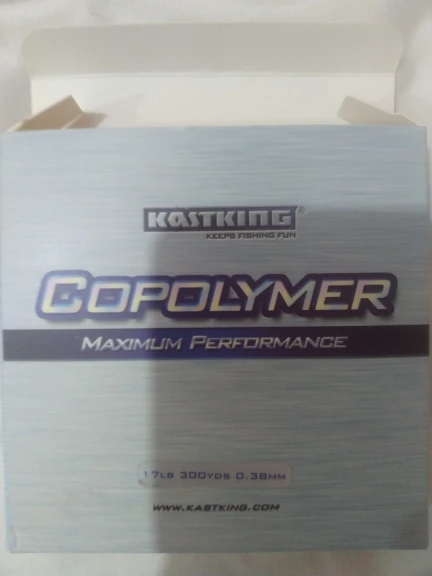 KASTKING®
KEEPS FISHING FUN
COPOLYMER
MAXIMUM PERFORMANCE
17LB 300YDS 0.38MM
WWW.KASTKING.COM